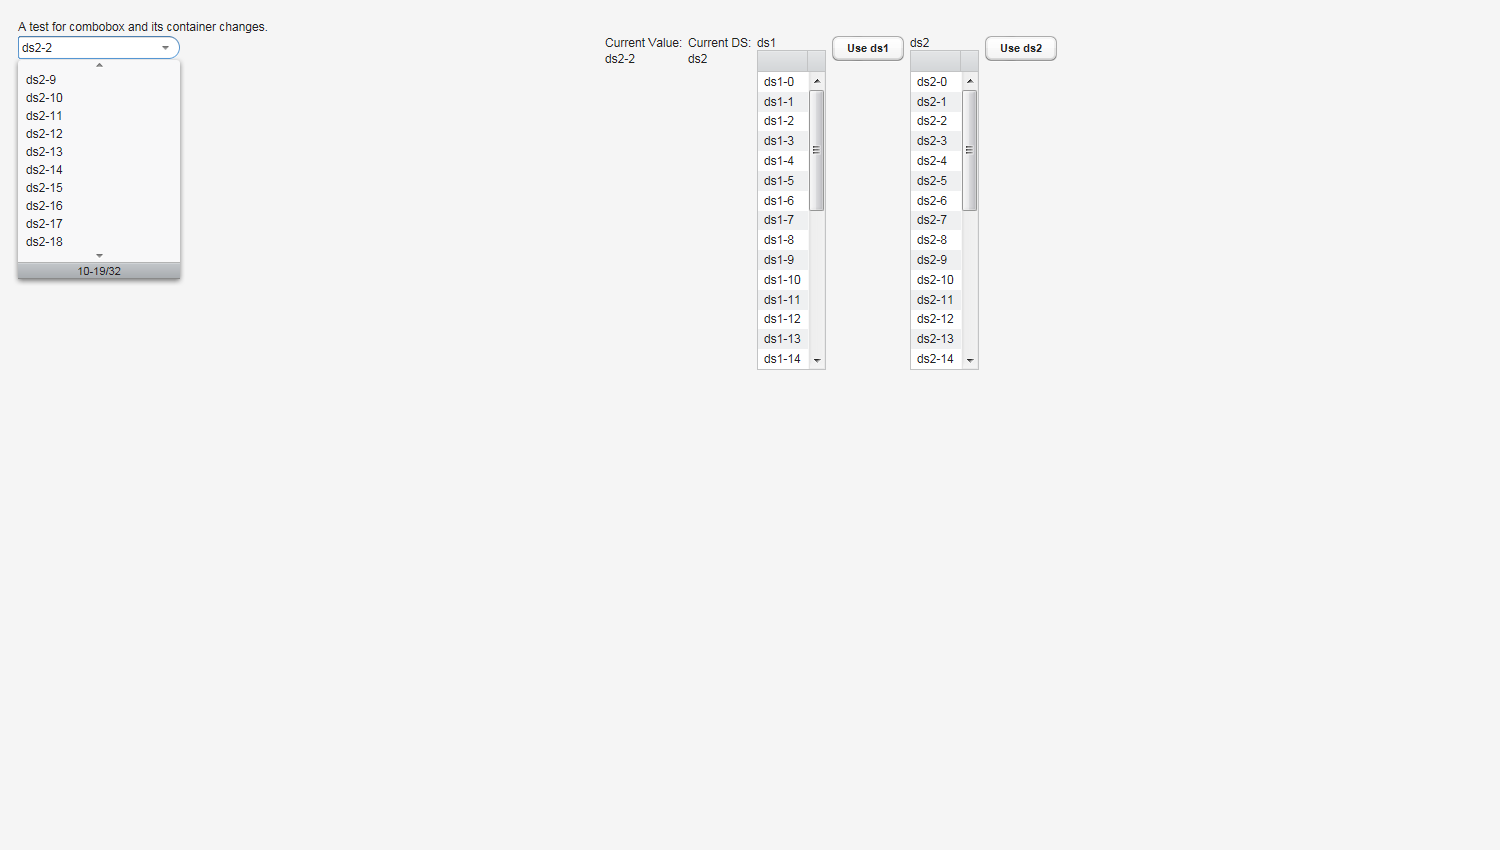 A test for combobox and its container changes.
ds2-2
ds2-9
ds2-10
ds2-11
ds2-12
ds2-13
ds2-14
ds2-15
ds2-16
ds2-17
ds2-18
10-19/32
Current Value:
ds2-2
Current DS:
ds2
ds1
ds1-0
ds1-1
ds1-2
ds1-3
ds1-4
ds1-5
ds1-6
ds1-7
ds1-8
ds1-9
ds1-10
ds1-11
ds1-12
ds1-13
ds1-14
Use ds1
ds2
ds2-0
ds2-1
ds2-2
ds2-3
ds2-4
ds2-5
ds2-6
ds2-7
ds2-8
ds2-9
ds2-10
ds2-11
ds2-12
ds2-13
ds2-14
Use ds2